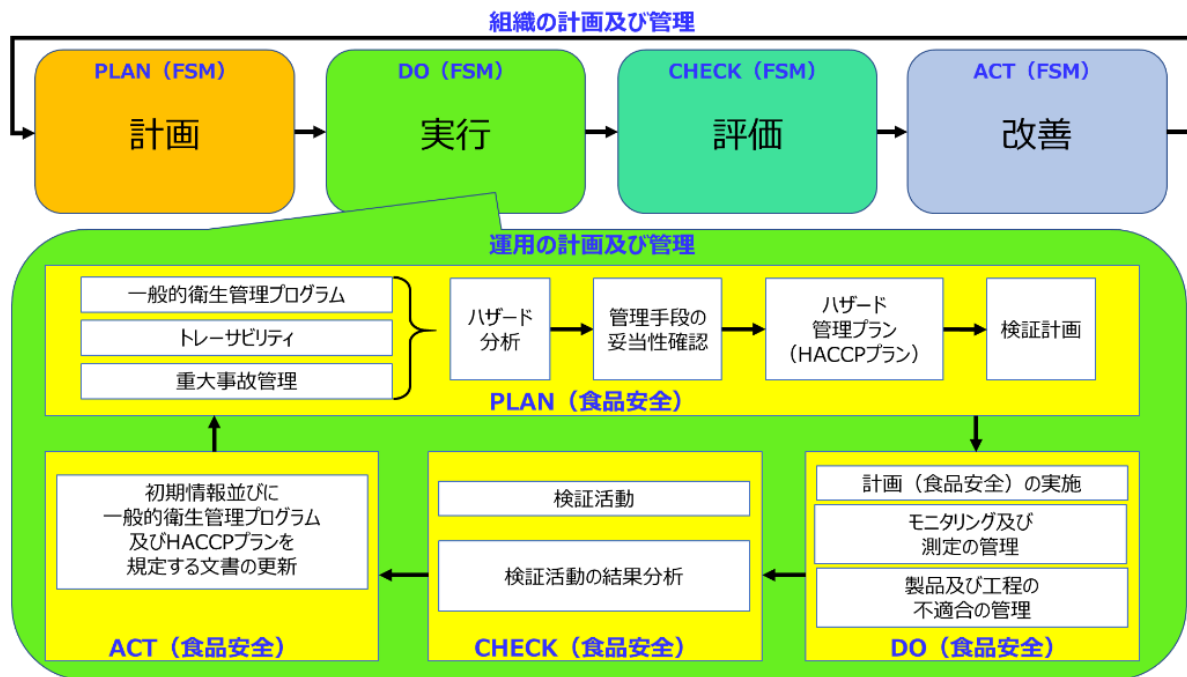 組織の計画及び管理
PLAN（FSM）
計画
DO（FSM）
実行
CHECK（FSM）
評価
ACT（FSM）
改善
運用の計画及び管理
一般的衛生管理プログラム
トレーサビリティ
重大事故管理
ハザード
分析
管理手段の
妥当性確認
ハザード
管理プラン
（HACCPプラン）
検証計画
PLAN（食品安全）
計画（食品安全）の実施
モニタリング及び
測定の管理
製品及び工程の
不適合の管理
DO（食品安全）
検証活動
検証活動の結果分析
CHECK（食品安全）
初期情報並びに
一般的衛生管理プログラム
及びHACCPプランを
規定する文書の更新
ACT（食品安全）